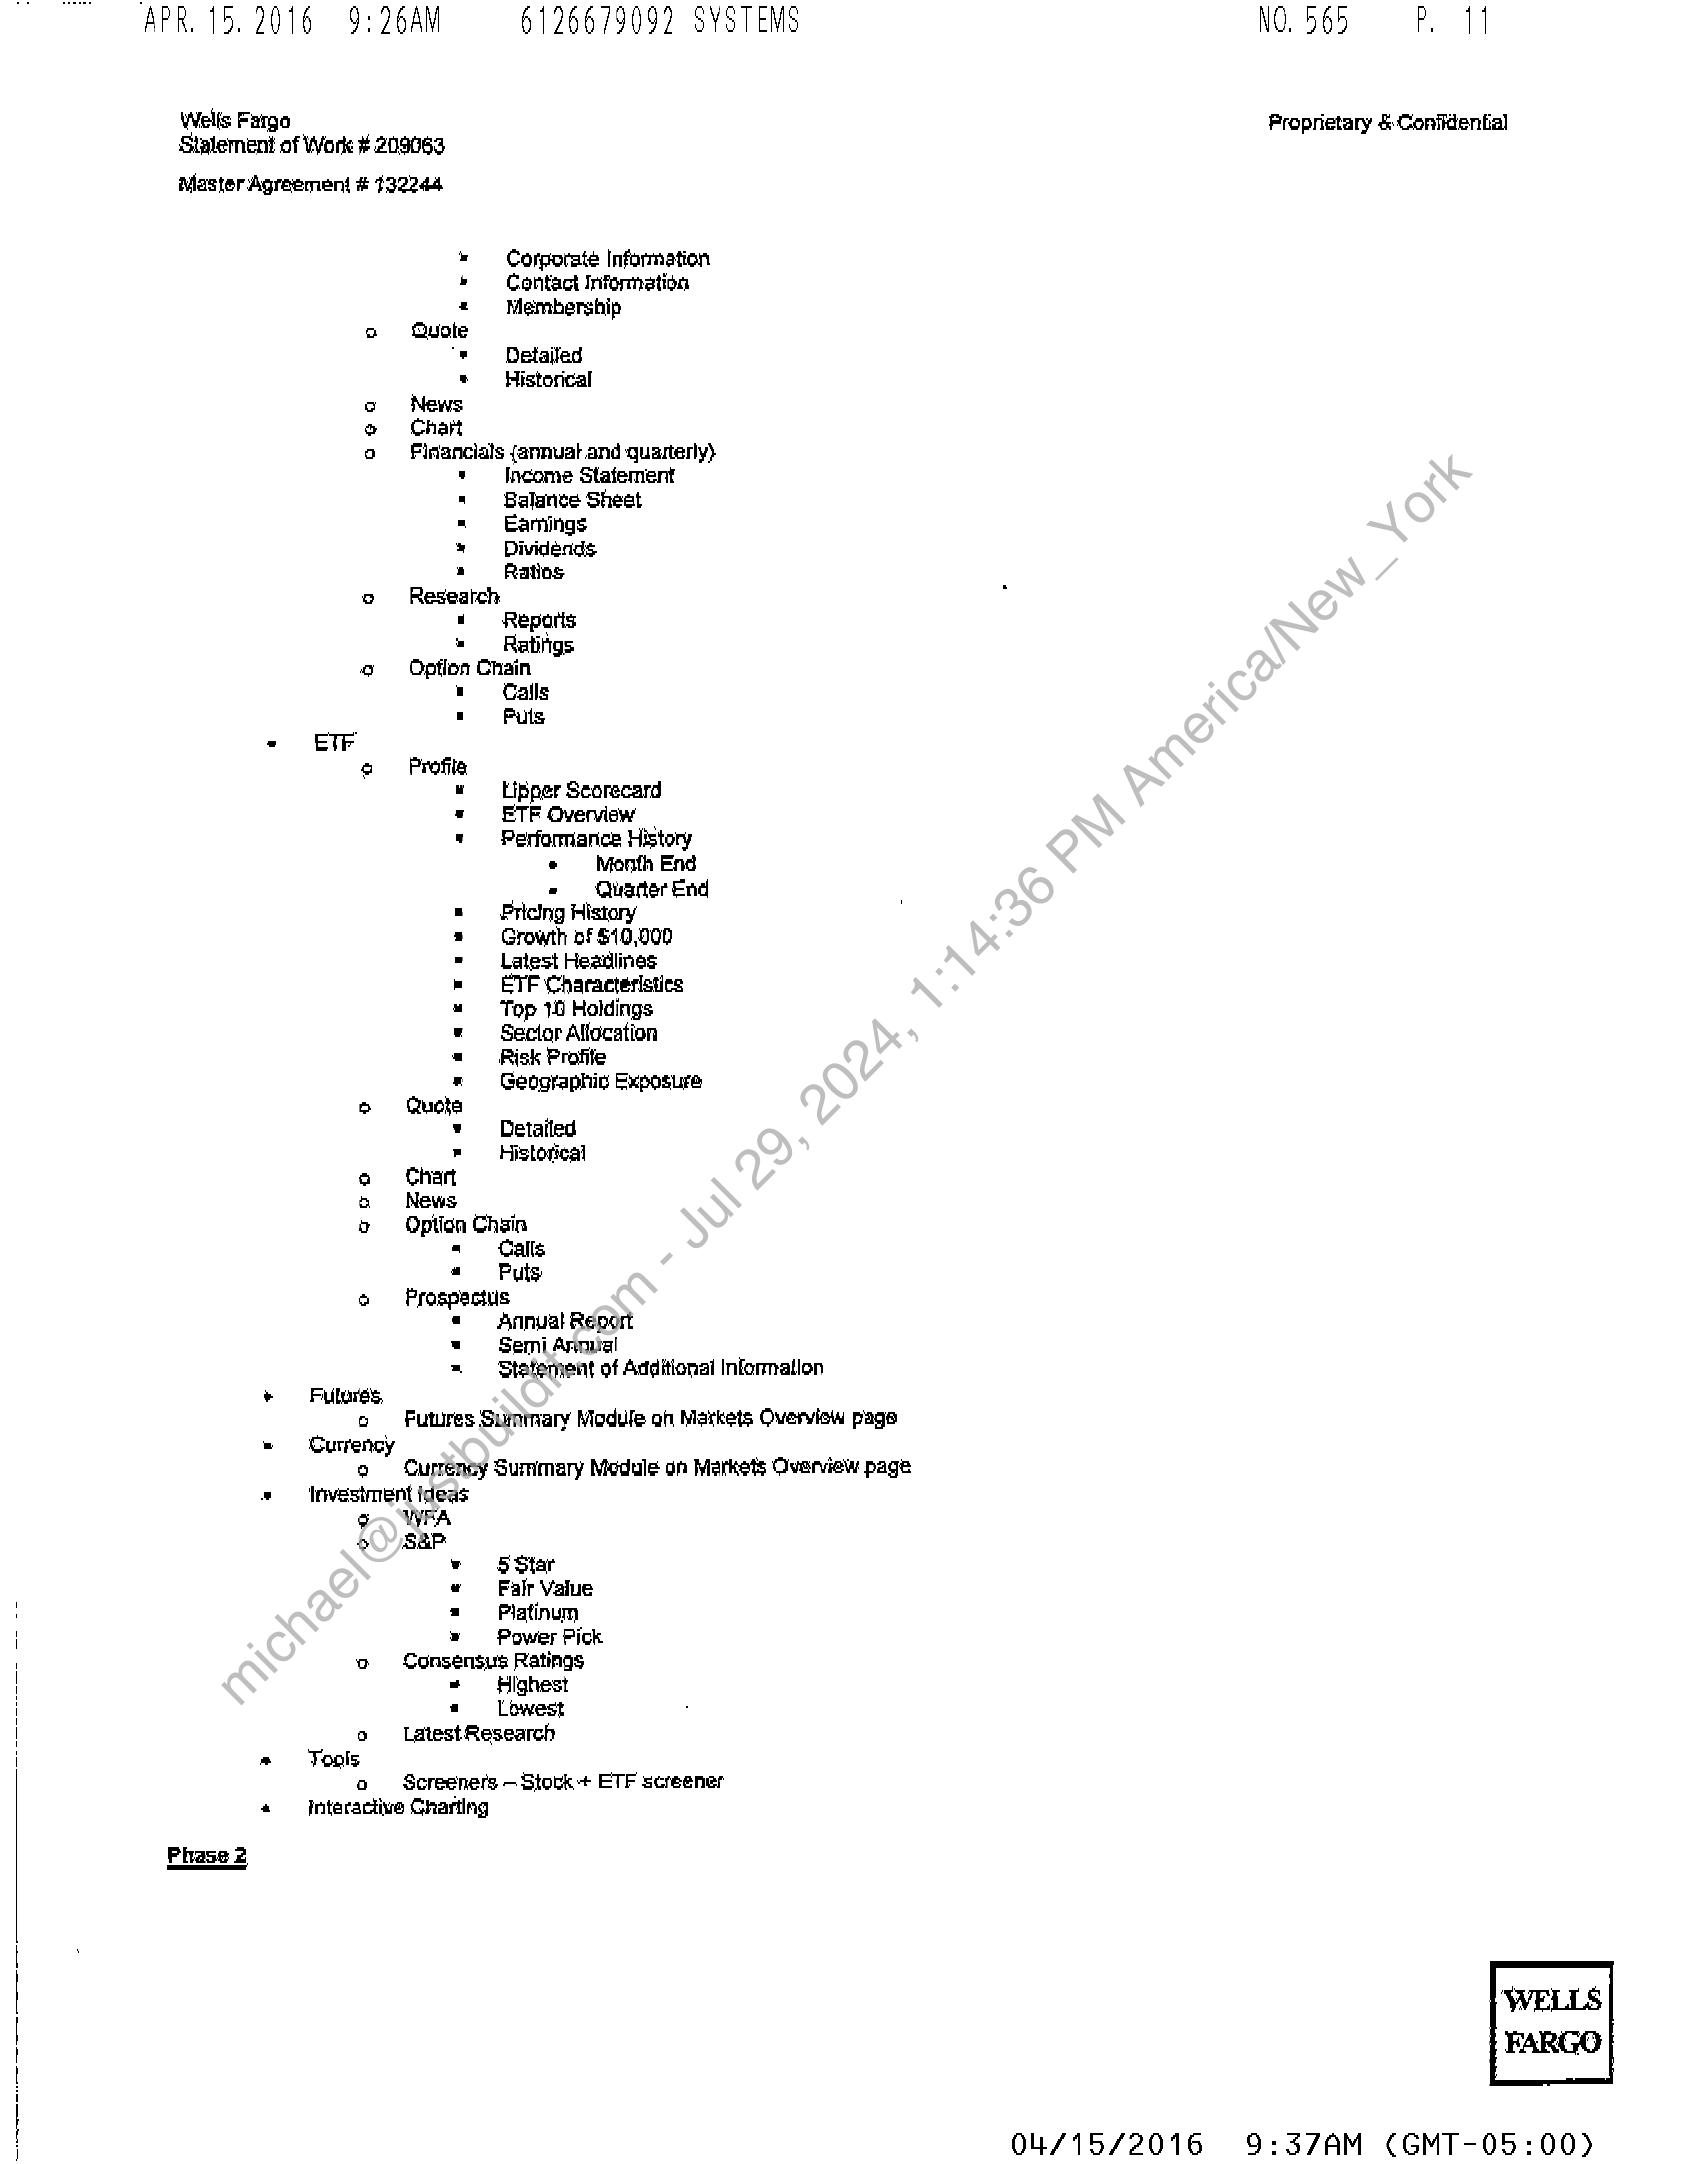 APR. 15. 2016 9:26AM 6126679092 SYSTEMS NO. 565 P. 11
Wells Fargo
Statement of Work # 209063
Master Agreement # 132244
Proprietary & Confidential
▪ Corporate Information
▪ Contact Information
▪ Membership
o Quote
▪ Detailed
▪ Historical
o News
o Chart
o Financials (annual and quarterly)
▪ Income Statement
▪ Balance Sheet
▪ Earnings
▪ Dividends
▪ Ratios
o Research
▪ Reports
▪ Ratings
o Option Chain
▪ Calls
▪ Puts
• ETF
o Profile
▪ Lipper Scorecard
▪ ETF Overview
▪ Performance History
• Month End
• Quarter End
▪ Pricing History
▪ Growth of $10,000
▪ Latest Headlines
▪ ETF Characteristics
▪ Top 10 Holdings
▪ Sector Allocation
▪ Risk Profile
▪ Geographic Exposure
o Quote
▪ Detailed
▪ Historical
o Chart
o News
o Option Chain
▪ Calls
▪ Puts
o Prospectus
▪ Annual Report
▪ Semi Annual
▪ Statement of Additional Information
• Futures
o Futures Summary Module on Markets Overview page
• Currency
o Currency Summary Module on Markets Overview page
• Investment Ideas
o WFA
o S&P
▪ 5 Star
▪ Fair Value
▪ Platinum
▪ Power Pick
o Consensus Ratings
▪ Highest
▪ Lowest
o Latest Research
• Tools
o Screeners – Stock + ETF screener
• Interactive Charting
Phase 2
michael@justbuildit.com - Jul 29, 2024, 1:14:36 PM America/New_York
WELLS
FARGO
04/15/2016 9:37AM (GMT-05:00)